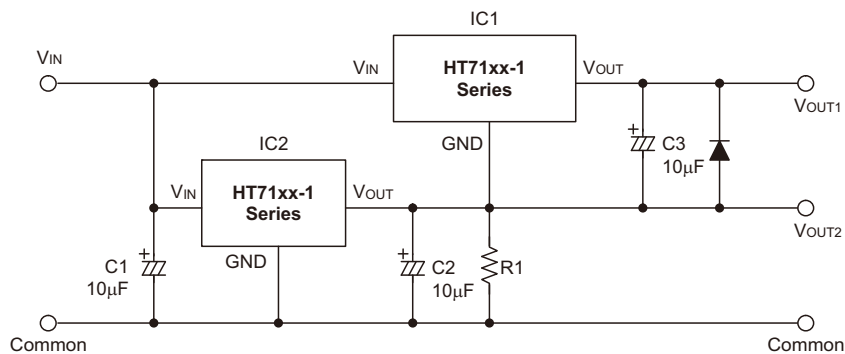 IC1
VIN
VIN
HT71xx-1
Series
VOUT
VOUT1
GND
C3
10μF
IC2
VIN
HT71xx-1
Series
VOUT
VOUT2
GND
C1
10μF
C2
10μF
R1
Common
Common